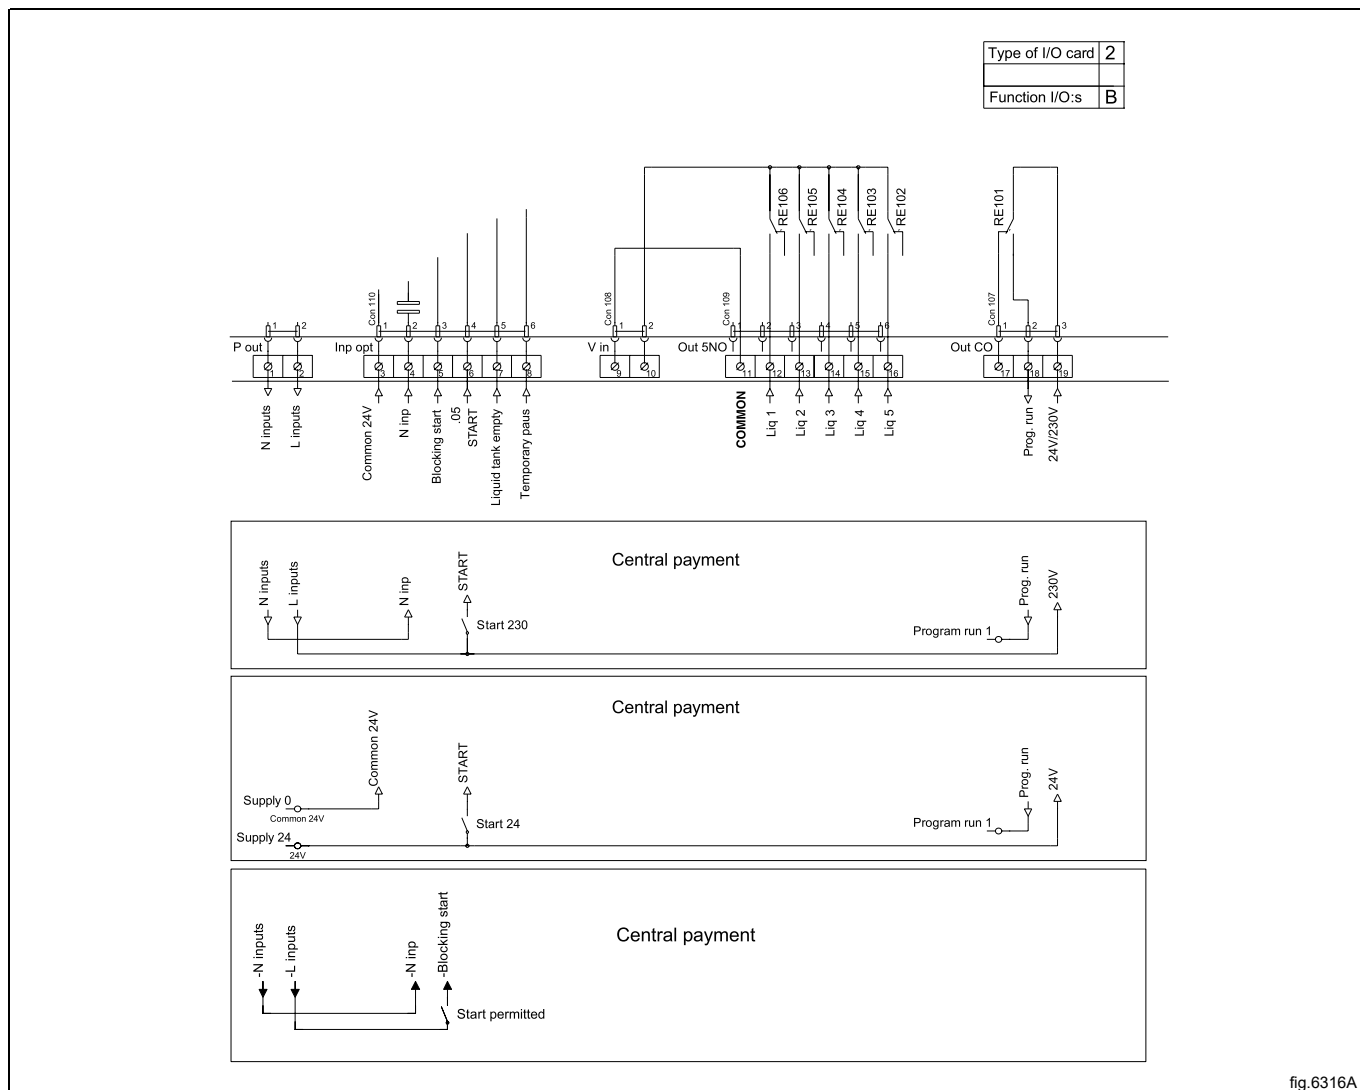 Type of I/O card 2
Function I/O:s B
RE106
RE105
RE104
RE103
RE102
RE101
Con 110
Con 108
Con 109
Con 107
1 2
1 2 3 4 5 6
1 2
1 2 3 4 5 6
1 2 3
P out
Inp opt
V in
Out 5NO
Out CO
1 2
3 4 5 6 7 8
9 10
11 12 13 14 15 16
17 18 19
N inputs
L inputs
Common 24V
N inp
Blocking start
.05
START
Liquid tank empty
Temporary paus
COMMON
Liq 1
Liq 2
Liq 3
Liq 4
Liq 5
Prog. run
24V/230V
Central payment
N inputs
L inputs
N inp
START
Start 230
Program run 1
Prog. run
230V
Central payment
Supply 0
Common 24V
Supply 24
24V
Common 24V
START
Start 24
Program run 1
Prog. run
24V
Central payment
-N inputs
-L inputs
-N inp
-Blocking start
Start permitted
fig.6316A